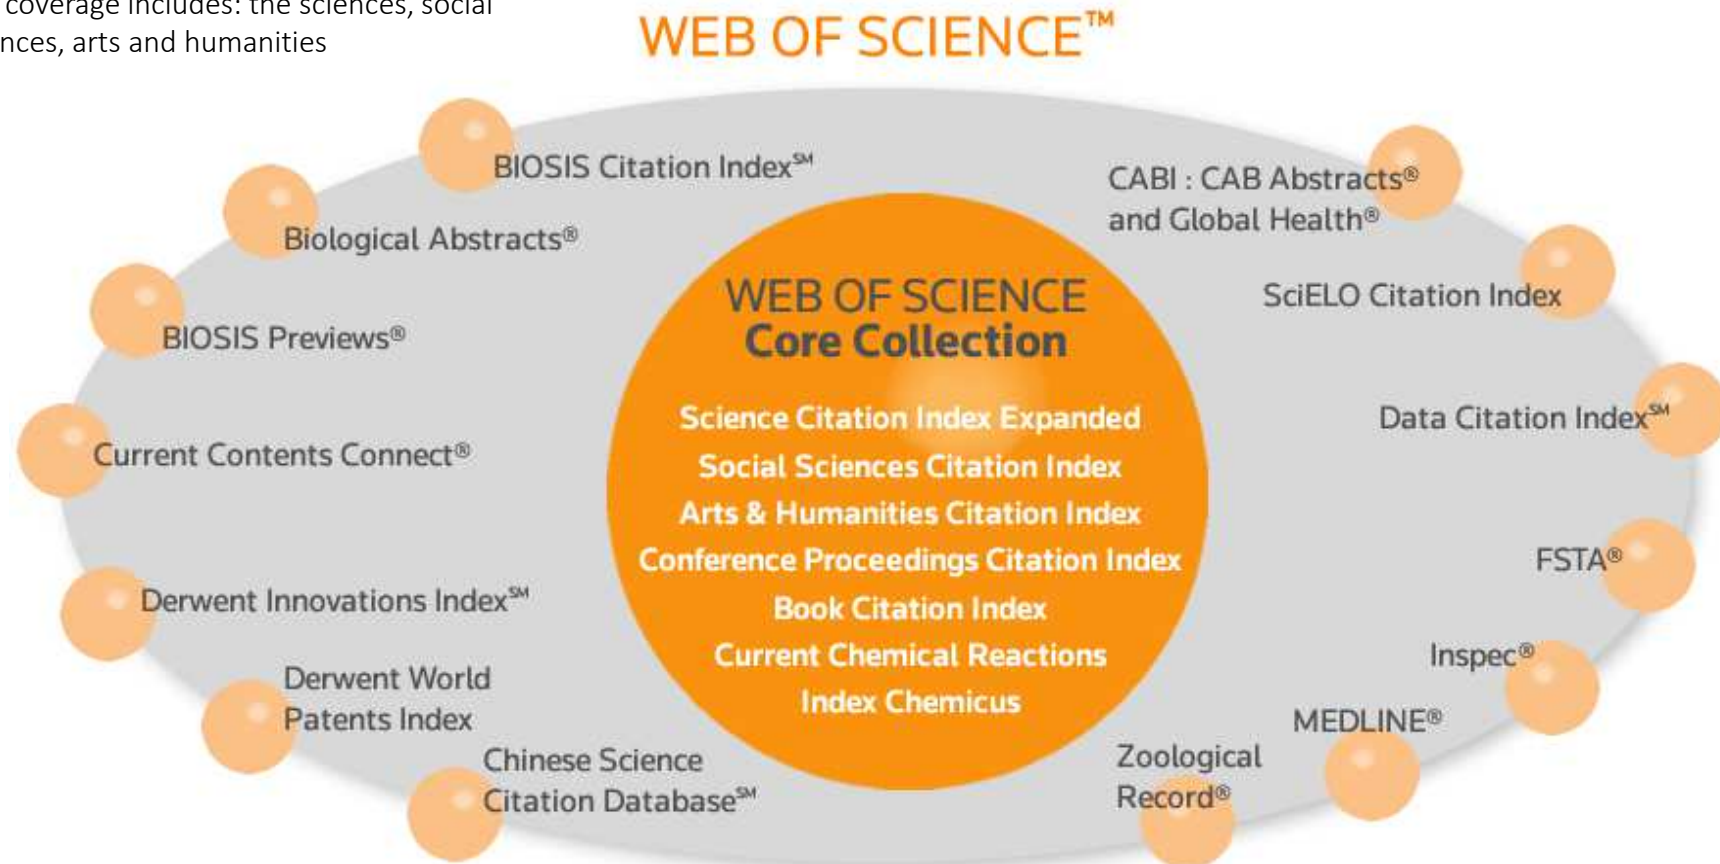 coverage includes: the sciences, social
nces, arts and humanities
WEB OF SCIENCE™
BIOSIS Citation Index℠
Biological Abstracts®
BIOSIS Previews®
Current Contents Connect®
Derwent Innovations Index℠
Derwent World
Patents Index
Chinese Science
Citation Database℠
WEB OF SCIENCE
Core Collection
Science Citation Index Expanded
Social Sciences Citation Index
Arts & Humanities Citation Index
Conference Proceedings Citation Index
Book Citation Index
Current Chemical Reactions
Index Chemicus
CABI : CAB Abstracts®
and Global Health®
SciELO Citation Index
Data Citation Index℠
FSTA®
Inspec®
MEDLINE®
Zoological
Record®